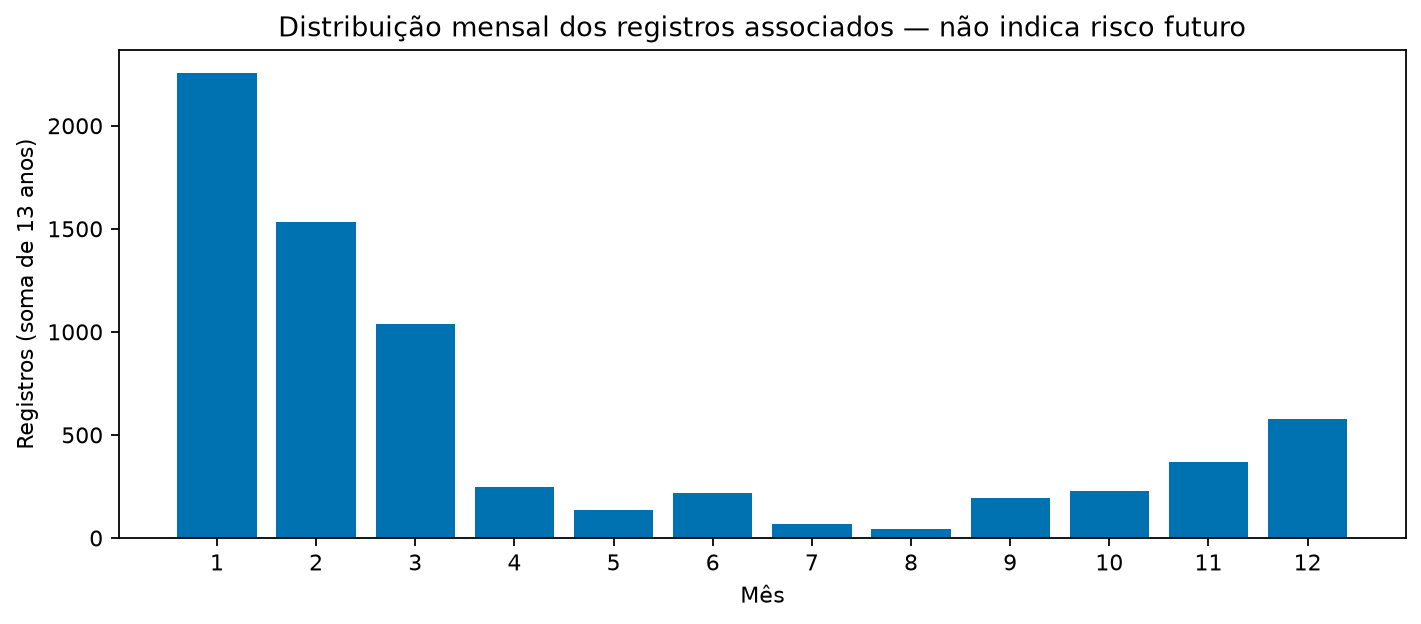 Distribuição mensal dos registros associados — não indica risco futuro
Registros (soma de 13 anos)
2000
1500
1000
500
0
1 2 3 4 5 6 7 8 9 10 11 12
Mês